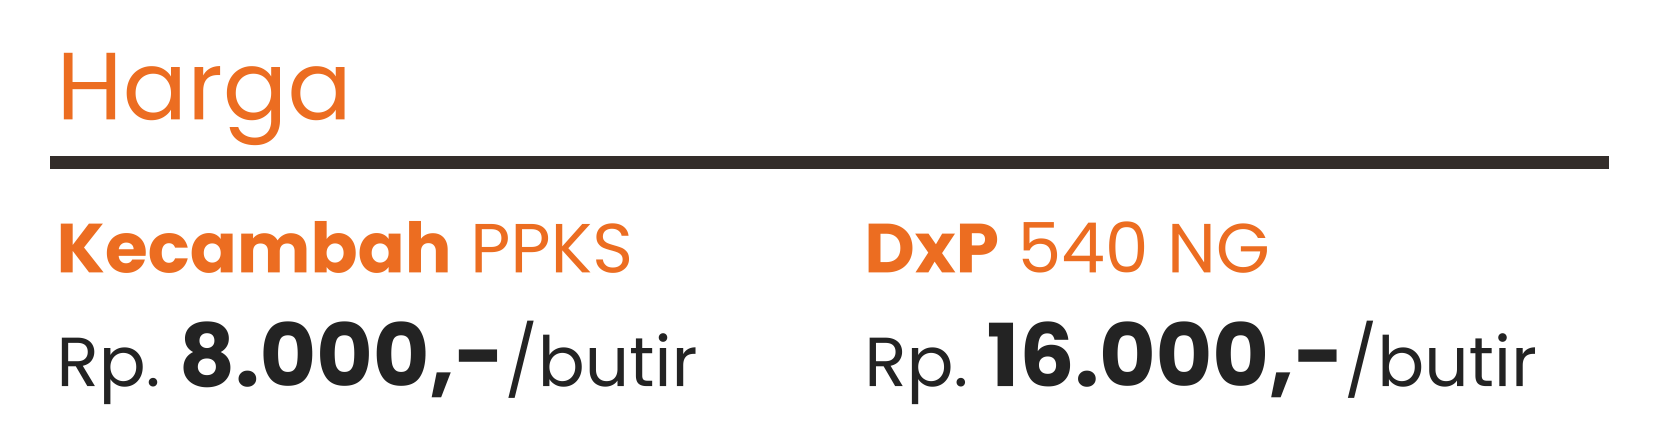 Harga
Kecambah PPKS
Rp. 8.000,-/butir
DxP 540 NG
Rp. 16.000,-/butir